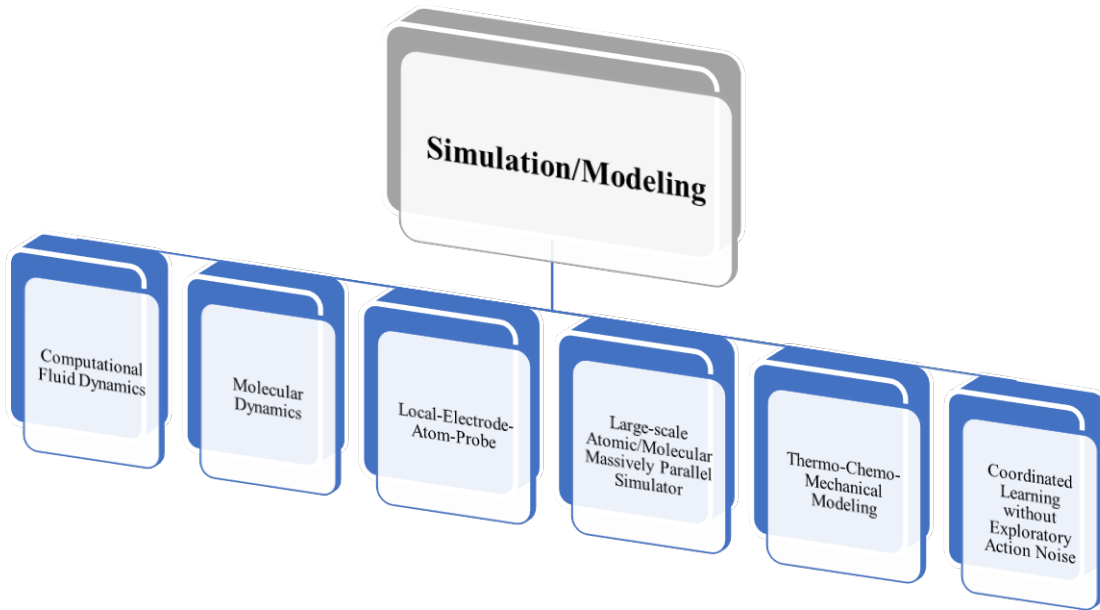 Simulation/Modeling
Computational
Fluid Dynamics
Molecular
Dynamics
Local-Electrode-
Atom-Probe
Large-scale
Atomic/Molecular
Massively Parallel
Simulator
Thermo-Chemo-
Mechanical
Modeling
Coordinated
Learning
without
Exploratory
Action Noise